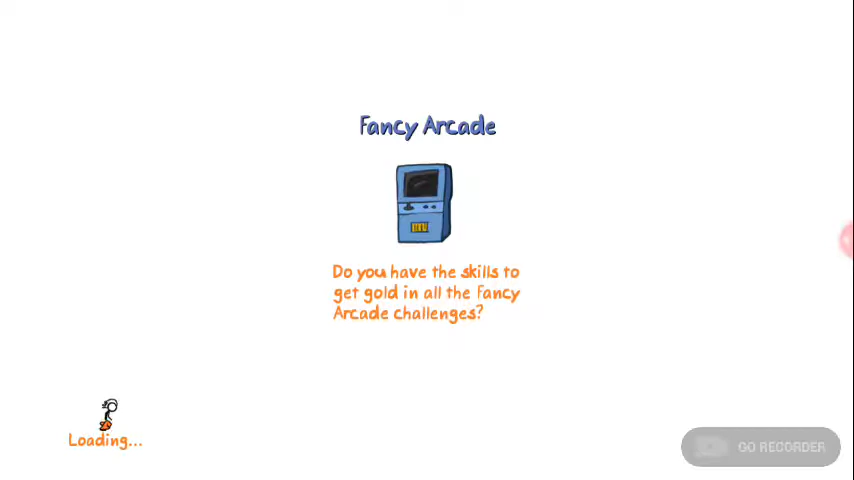 Fancy Arcade
Do you have the skills to
get gold in all the Fancy
Arcade challenges?
Loading...
GO RECORDER